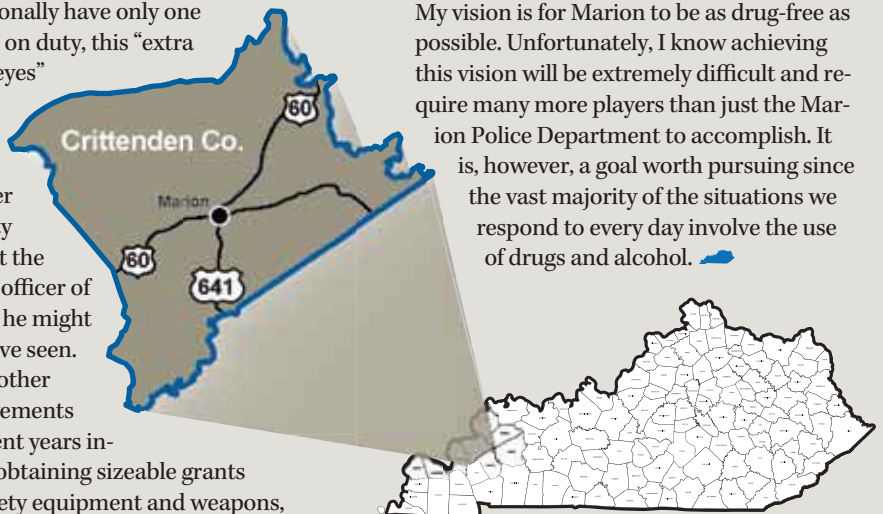 onally have only one
on duty, this “extra
eyes”
er
ty
t the
officer of
he might
ve seen.
other
ements
ent years in-
obtaining sizeable grants
ety equipment and weapons,
Crittenden Co.
60
Marion
60
641
My vision is for Marion to be as drug-free as
possible. Unfortunately, I know achieving
this vision will be extremely difficult and re-
quire many more players than just the Mar-
ion Police Department to accomplish. It
is, however, a goal worth pursuing since
the vast majority of the situations we
respond to every day involve the use
of drugs and alcohol.